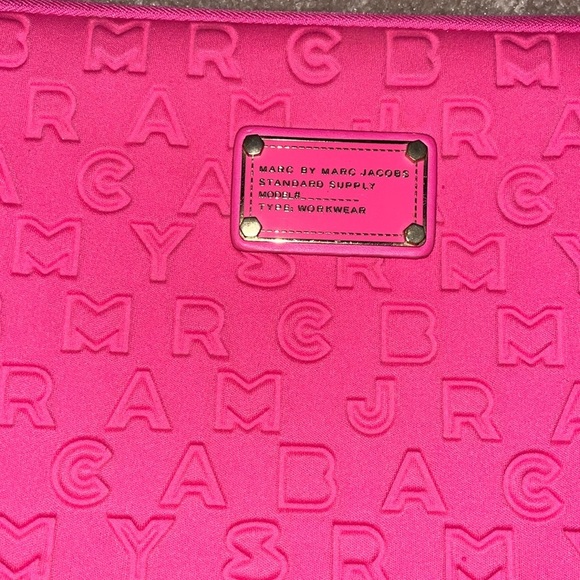 B M R C B M
R A M J R A
MARC BY MARC JACOBS
STANDARD SUPPLY
MODEL#
TYPE: WORKWEAR
A C A A C
M Y S R M Y
M R C B M
R A M J R A
C A B A C
M Y S R M Y